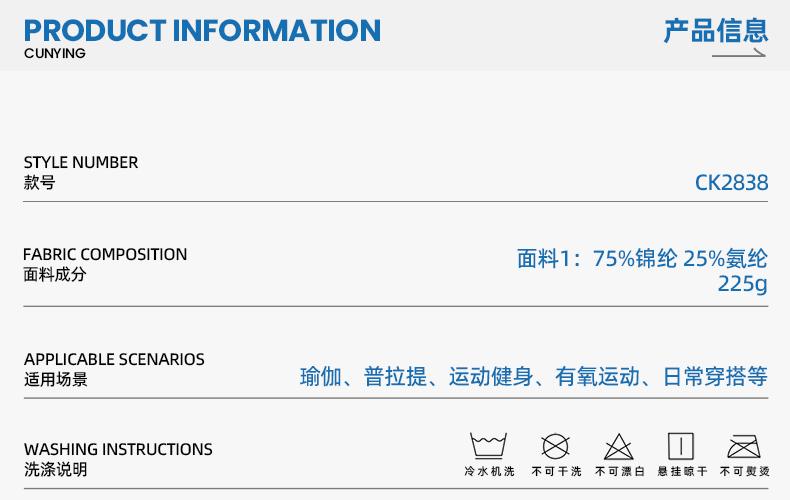 PRODUCT INFORMATION
产品信息
CUNYING
STYLE NUMBER
款号
CK2838
FABRIC COMPOSITION
面料成分
面料1：75%锦纶 25%氨纶
225g
APPLICABLE SCENARIOS
适用场景
瑜伽、普拉提、运动健身、有氧运动、日常穿搭等
WASHING INSTRUCTIONS
洗涤说明
冷水机洗 不可干洗 不可漂白 悬挂晾干 不可熨烫